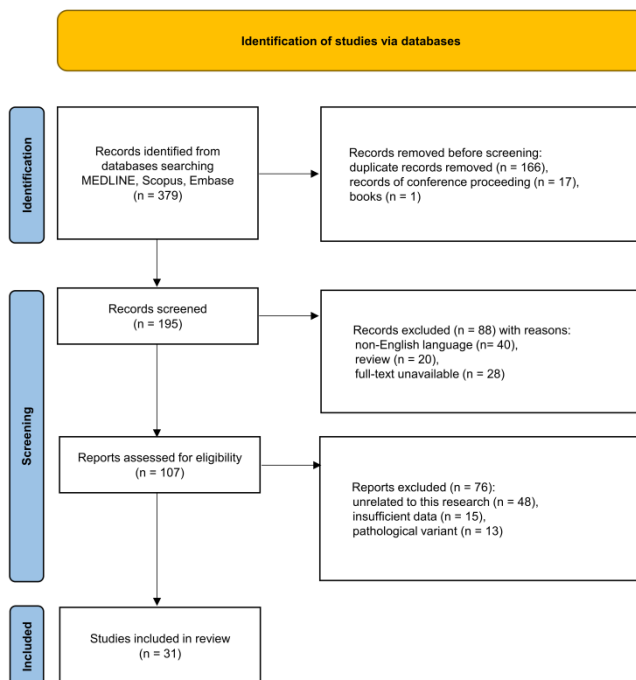 Identification of studies via databases
Identification
Records identified from
databases searching
MEDLINE, Scopus, Embase
(n = 379)
Records removed before screening:
duplicate records removed (n = 166),
records of conference proceeding (n = 17),
books (n = 1)
Screening
Records screened
(n = 195)
Records excluded (n = 88) with reasons:
non-English language (n= 40),
review (n = 20),
full-text unavailable (n = 28)
Reports assessed for eligibility
(n = 107)
Reports excluded (n = 76):
unrelated to this research (n = 48),
insufficient data (n = 15),
pathological variant (n = 13)
Included
Studies included in review
(n = 31)